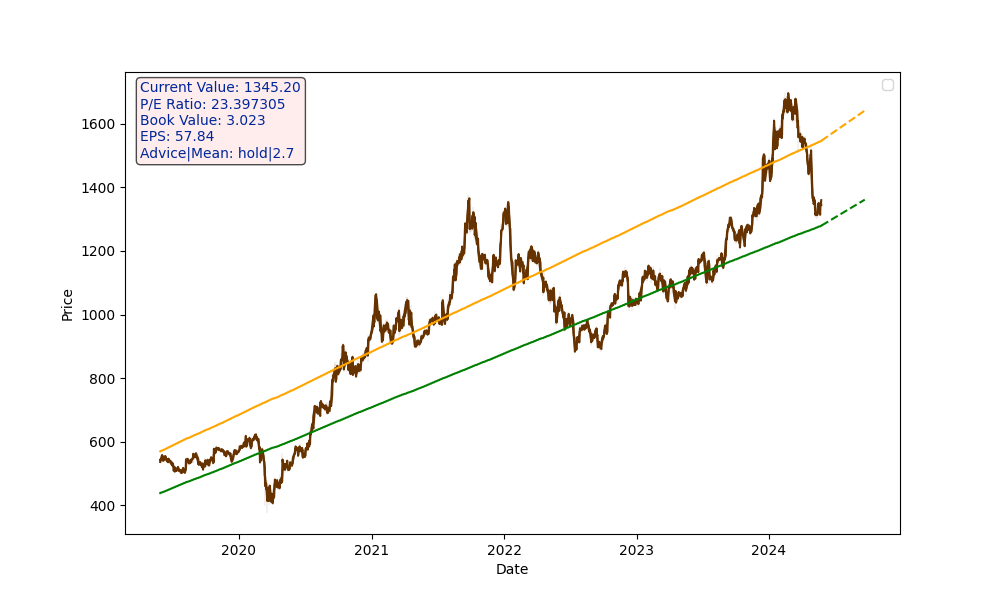 Current Value: 1345.20
P/E Ratio: 23.397305
Book Value: 3.023
EPS: 57.84
Advice|Mean: hold|2.7
1600
1400
1200
1000
800
600
400
Price
2020 2021 2022 2023 2024
Date